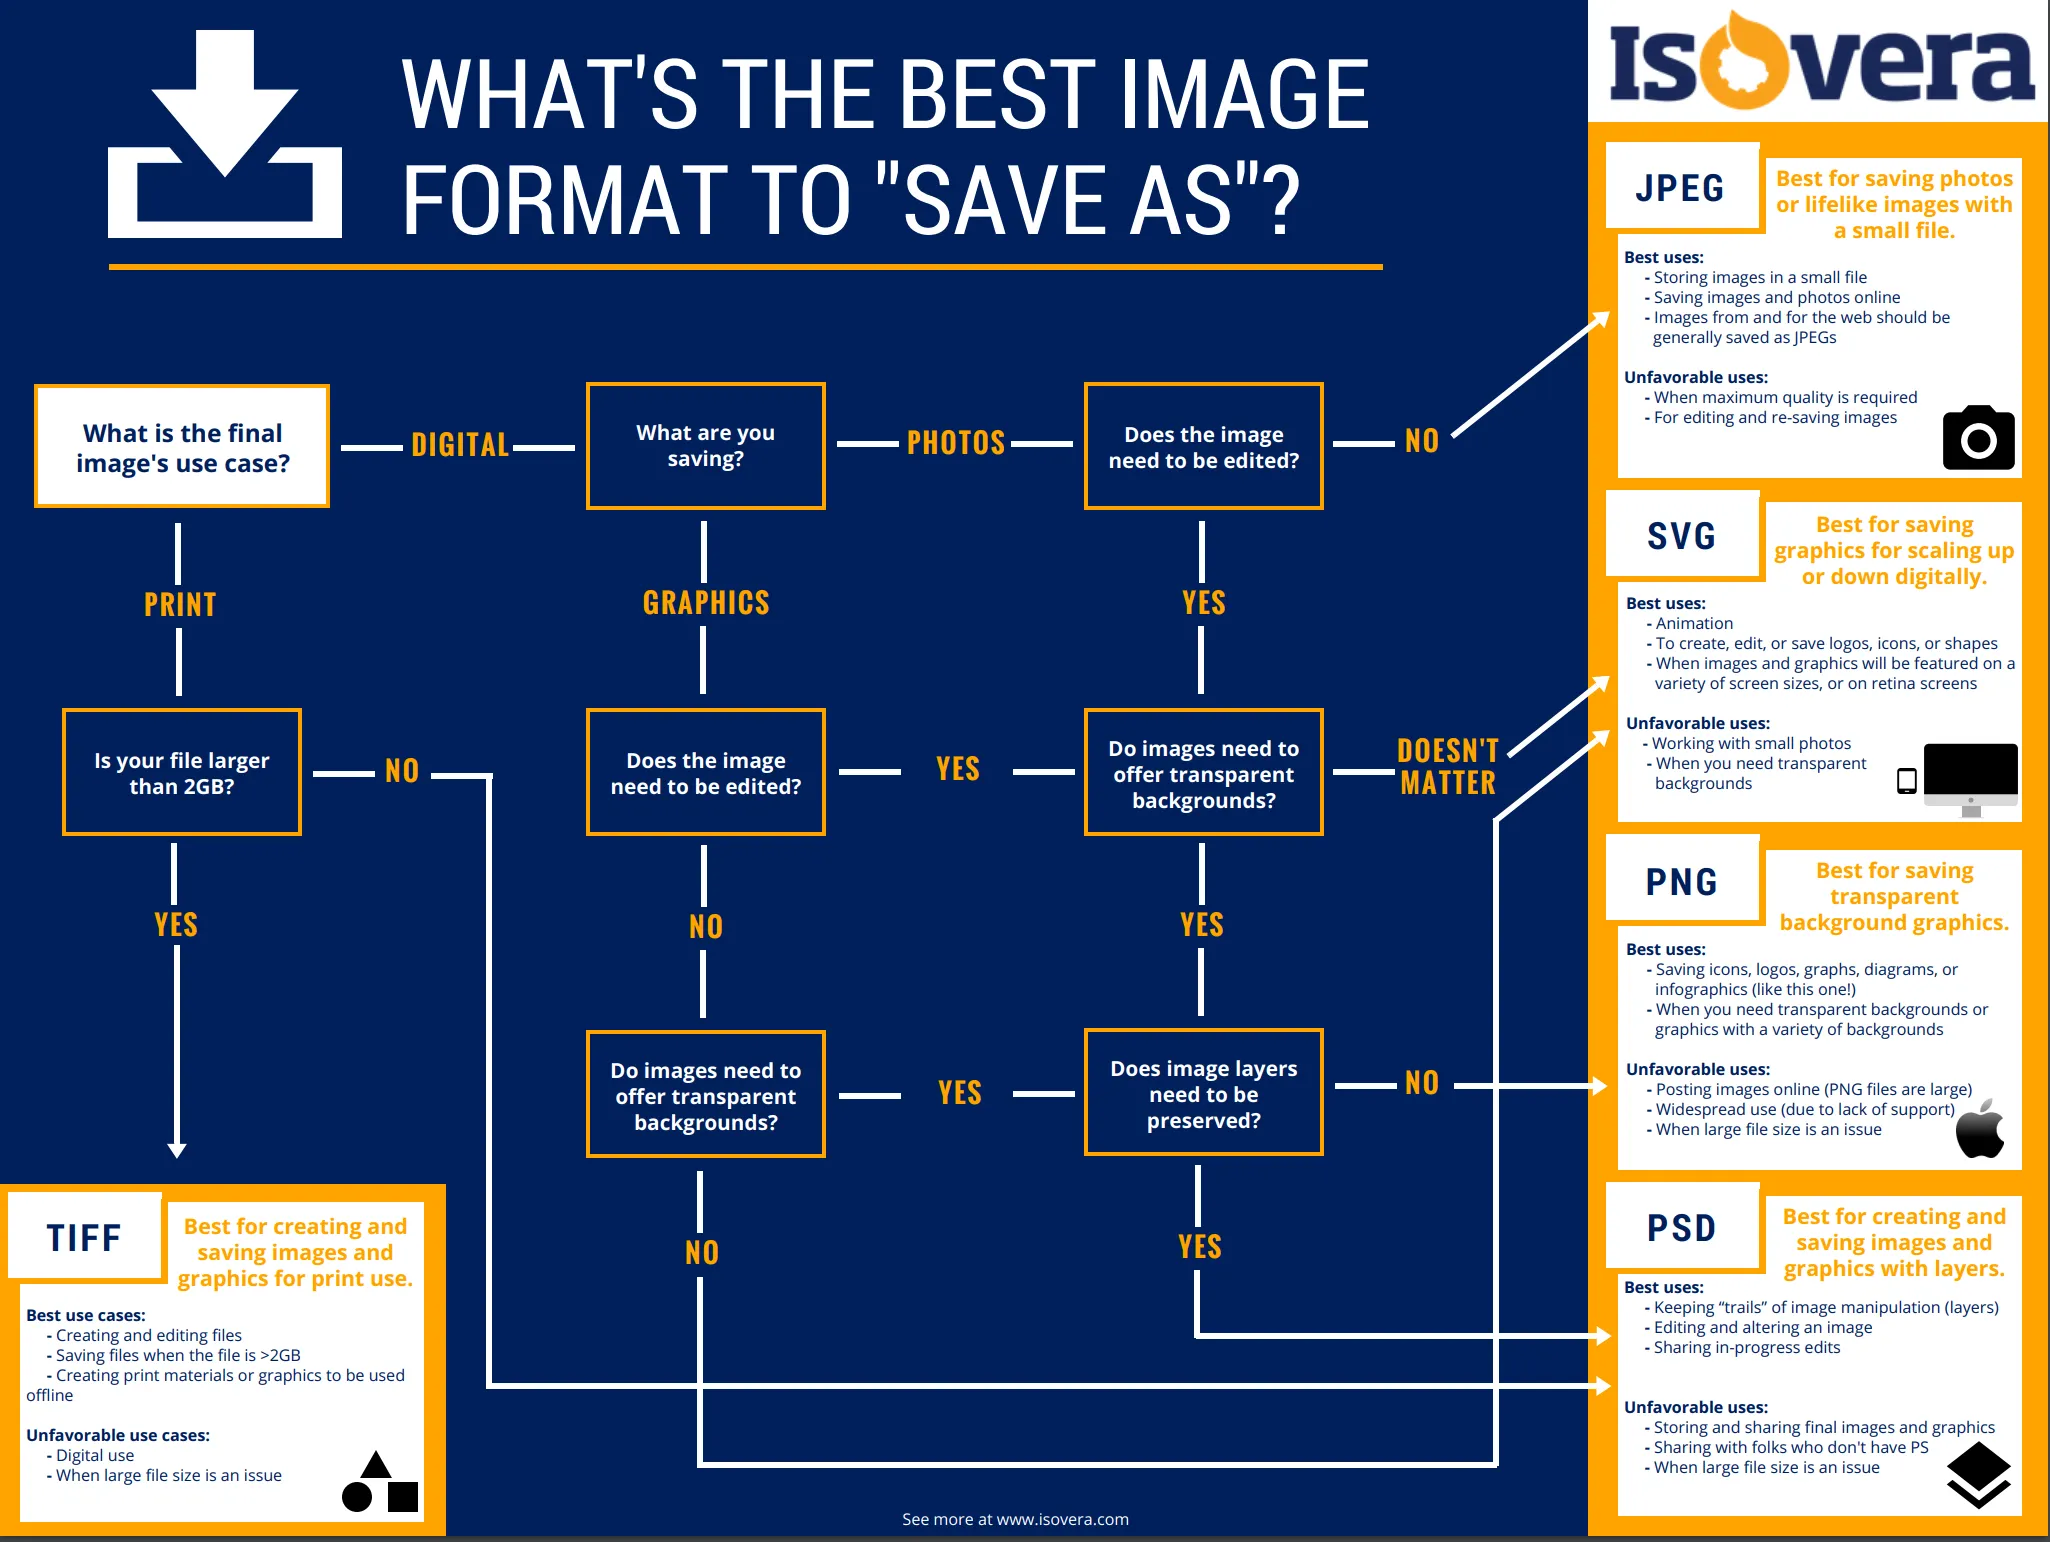 WHAT'S THE BEST IMAGE
FORMAT TO "SAVE AS"?
Isovera
What is the final
image's use case?
DIGITAL
What are you
saving?
PHOTOS
Does the image
need to be edited?
NO
PRINT
GRAPHICS
YES
Is your file larger
than 2GB?
NO
Does the image
need to be edited?
YES
Do images need to
offer transparent
backgrounds?
DOESN'T
MATTER
YES
NO
YES
Do images need to
offer transparent
backgrounds?
YES
Does image layers
need to be
preserved?
NO
NO
YES
TIFF
Best for creating and
saving images and
graphics for print use.
Best use cases:
- Creating and editing files
- Saving files when the file is >2GB
- Creating print materials or graphics to be used
offline
Unfavorable use cases:
- Digital use
- When large file size is an issue
JPEG
Best for saving photos
or lifelike images with
a small file.
Best uses:
- Storing images in a small file
- Saving images and photos online
- Images from and for the web should be
generally saved as JPEGs
Unfavorable uses:
- When maximum quality is required
- For editing and re-saving images
SVG
Best for saving
graphics for scaling up
or down digitally.
Best uses:
- Animation
- To create, edit, or save logos, icons, or shapes
- When images and graphics will be featured on a
variety of screen sizes, or on retina screens
Unfavorable uses:
- Working with small photos
- When you need transparent
backgrounds
PNG
Best for saving
transparent
background graphics.
Best uses:
- Saving icons, logos, graphs, diagrams, or
infographics (like this one!)
- When you need transparent backgrounds or
graphics with a variety of backgrounds
Unfavorable uses:
- Posting images online (PNG files are large)
- Widespread use (due to lack of support)
- When large file size is an issue
PSD
Best for creating and
saving images and
graphics with layers.
Best uses:
- Keeping “trails” of image manipulation (layers)
- Editing and altering an image
- Sharing in-progress edits
Unfavorable uses:
- Storing and sharing final images and graphics
- Sharing with folks who don't have PS
- When large file size is an issue
See more at www.isovera.com